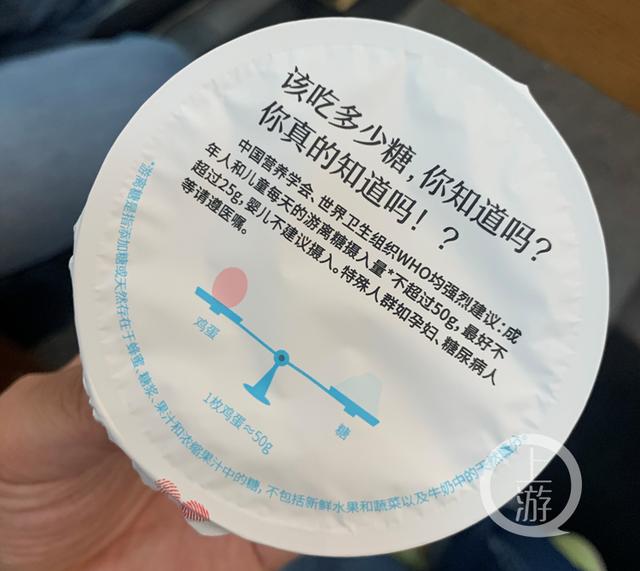 该吃多少糖，你知道吗？
你真的知道吗！？
中国营养学会、世界卫生组织WHO均强烈建议：成
年人和儿童每天的游离糖摄入量*不超过50g，最好不
超过25g，婴儿不建议摄入。特殊人群如孕妇、糖尿病人
等请遵医嘱。
鸡蛋
糖
1枚鸡蛋≈50g
*游离糖是指添加糖或天然存在于蜂蜜、糖浆、果汁和浓缩果汁中的糖，不包括新鲜水果和蔬菜以及牛奶中的天然
上游